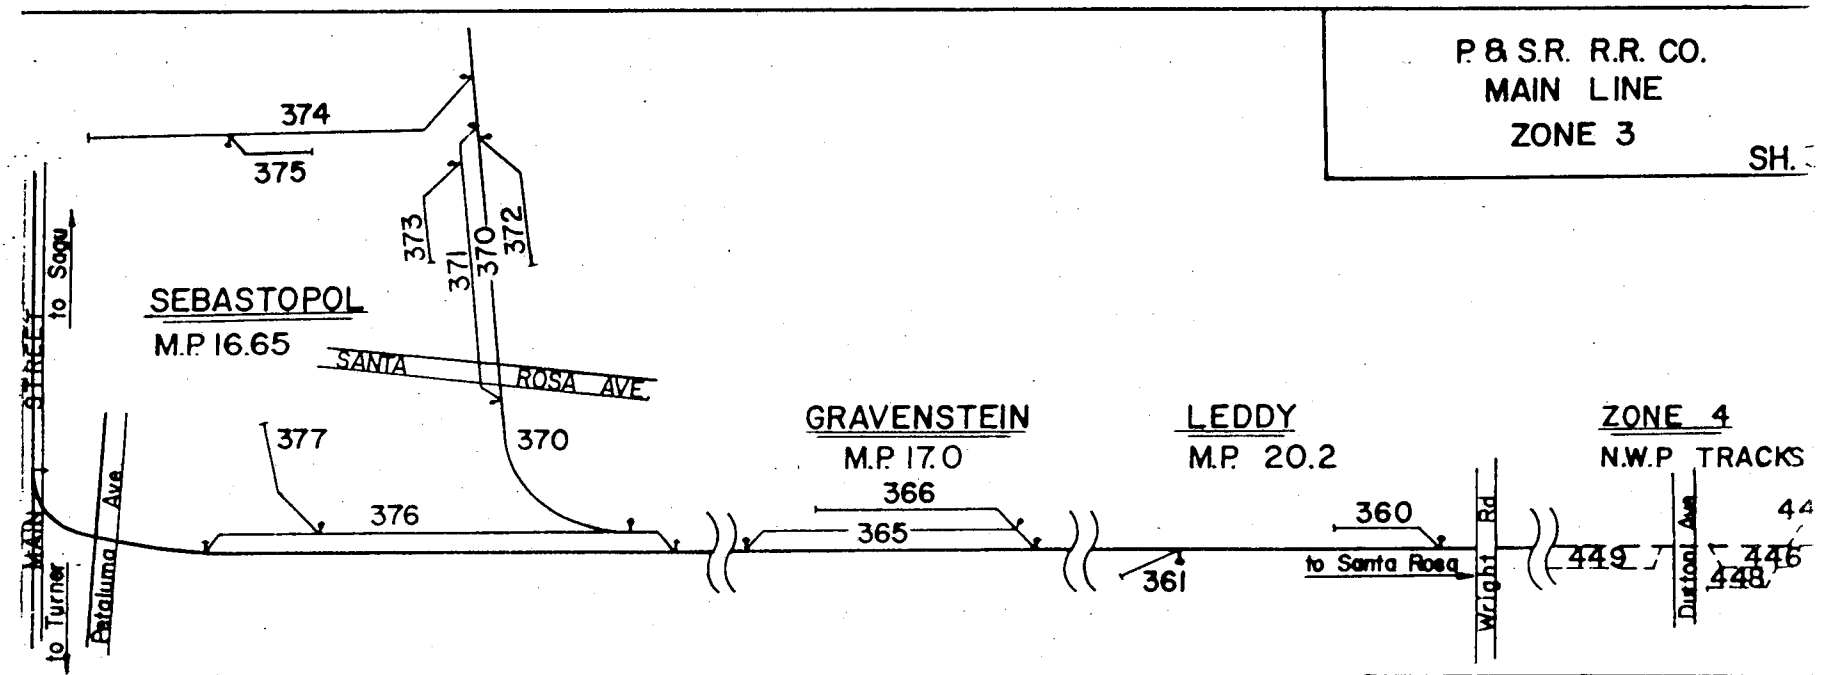 P. & S.R. R.R. CO.
MAIN LINE
ZONE 3
SH.
374
375
373
371
370
372
to Sagu
SEBASTOPOL
M.P. 16.65
SANTA ROSA AVE.
MAIN STREET
377
370
376
Petaluma Ave
to Turner
GRAVENSTEIN
M.P. 17.0
366
365
LEDDY
M.P. 20.2
360
361
to Santa Rosa
Wright Rd
ZONE 4
N.W.P. TRACKS
44
449
446
448
Dutton Ave